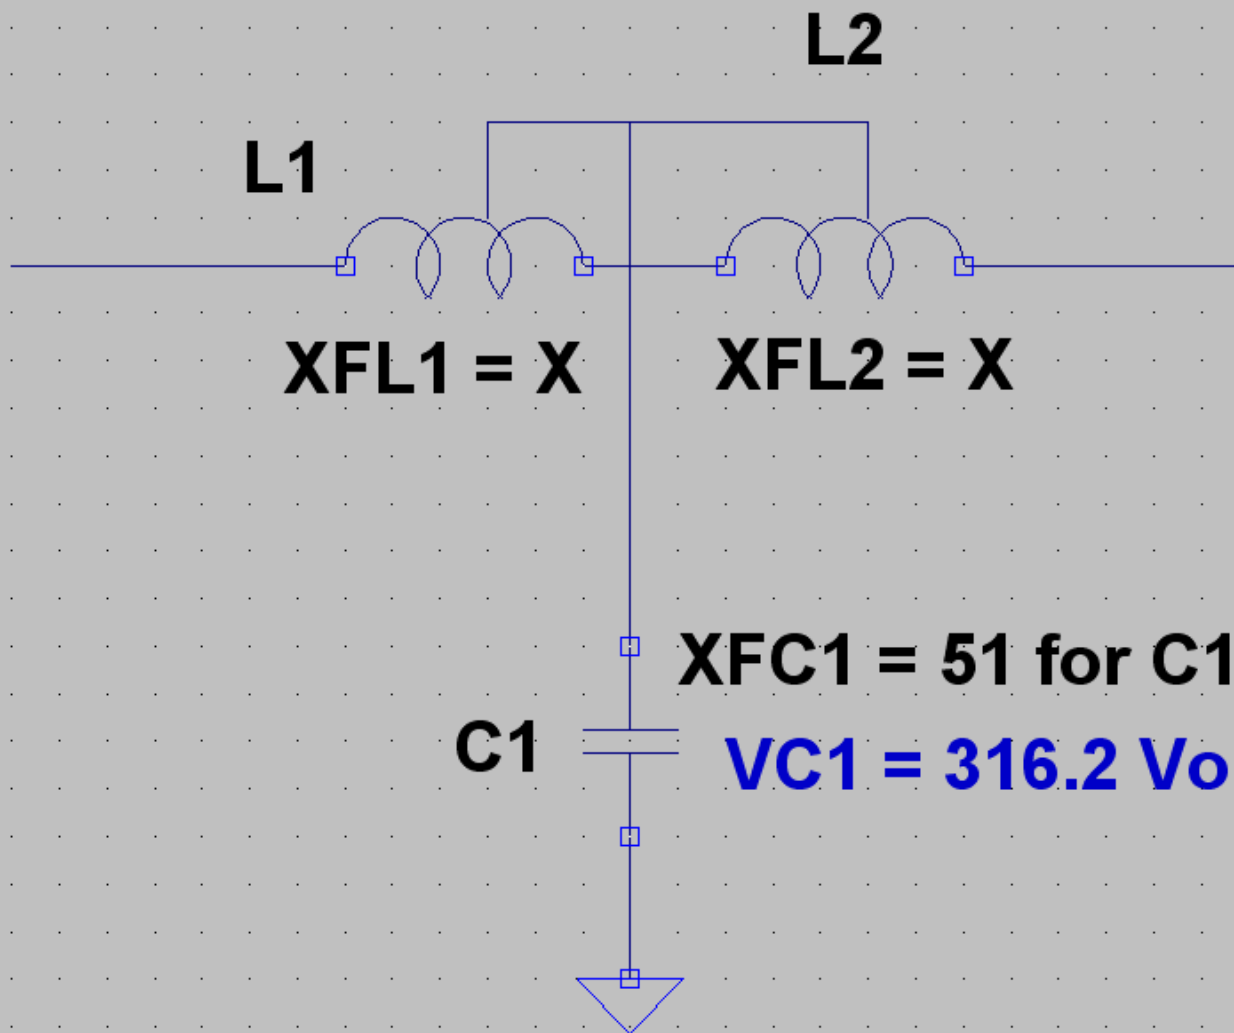 L2
L1
XFL1 = X
XFL2 = X
XFC1 = 51 for C1
C1
VC1 = 316.2 Vo